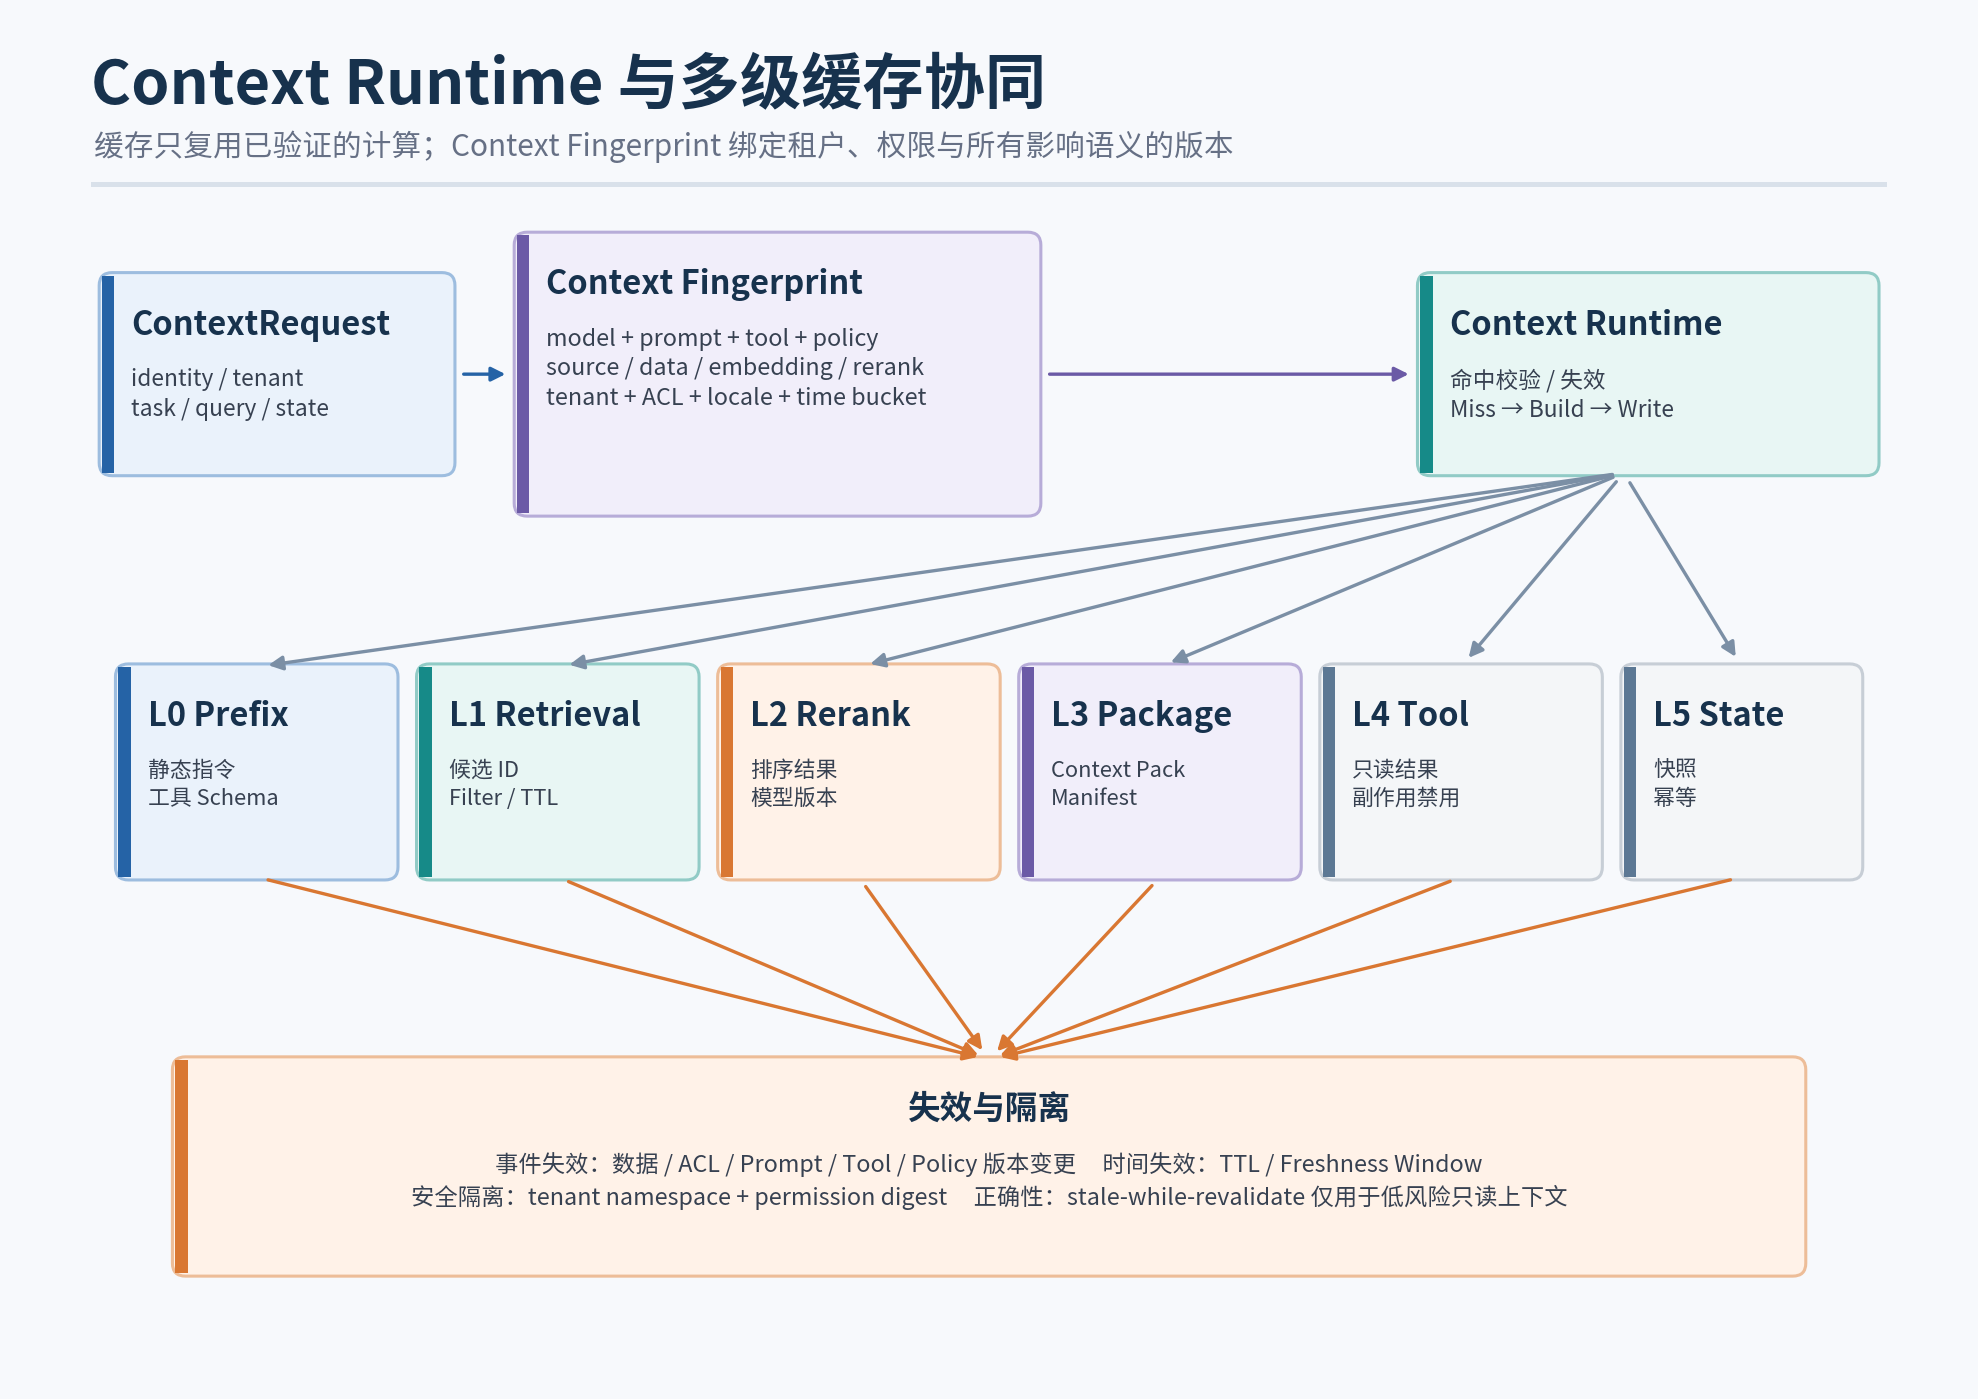 Context Runtime 与多级缓存协同
缓存只复用已验证的计算；Context Fingerprint 绑定租户、权限与所有影响语义的版本
ContextRequest
identity / tenant
task / query / state
Context Fingerprint
model + prompt + tool + policy
source / data / embedding / rerank
tenant + ACL + locale + time bucket
Context Runtime
命中校验 / 失效
Miss → Build → Write
L0 Prefix
静态指令
工具 Schema
L1 Retrieval
候选 ID
Filter / TTL
L2 Rerank
排序结果
模型版本
L3 Package
Context Pack
Manifest
L4 Tool
只读结果
副作用禁用
L5 State
快照
幂等
失效与隔离
事件失效：数据 / ACL / Prompt / Tool / Policy 版本变更 时间失效：TTL / Freshness Window
安全隔离：tenant namespace + permission digest 正确性：stale-while-revalidate 仅用于低风险只读上下文